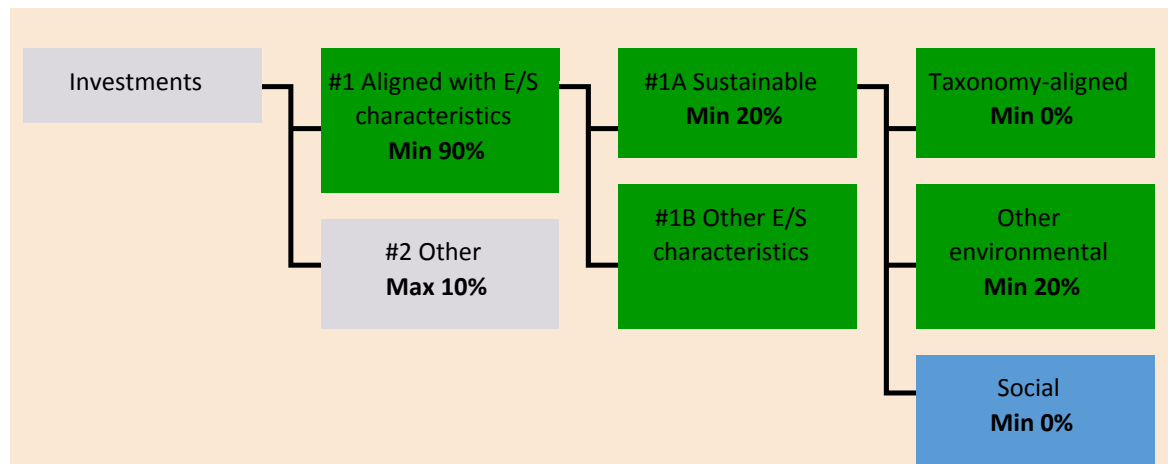 Investments
#1 Aligned with E/S
characteristics
Min 90%
#2 Other
Max 10%
#1A Sustainable
Min 20%
#1B Other E/S
characteristics
Taxonomy-aligned
Min 0%
Other
environmental
Min 20%
Social
Min 0%